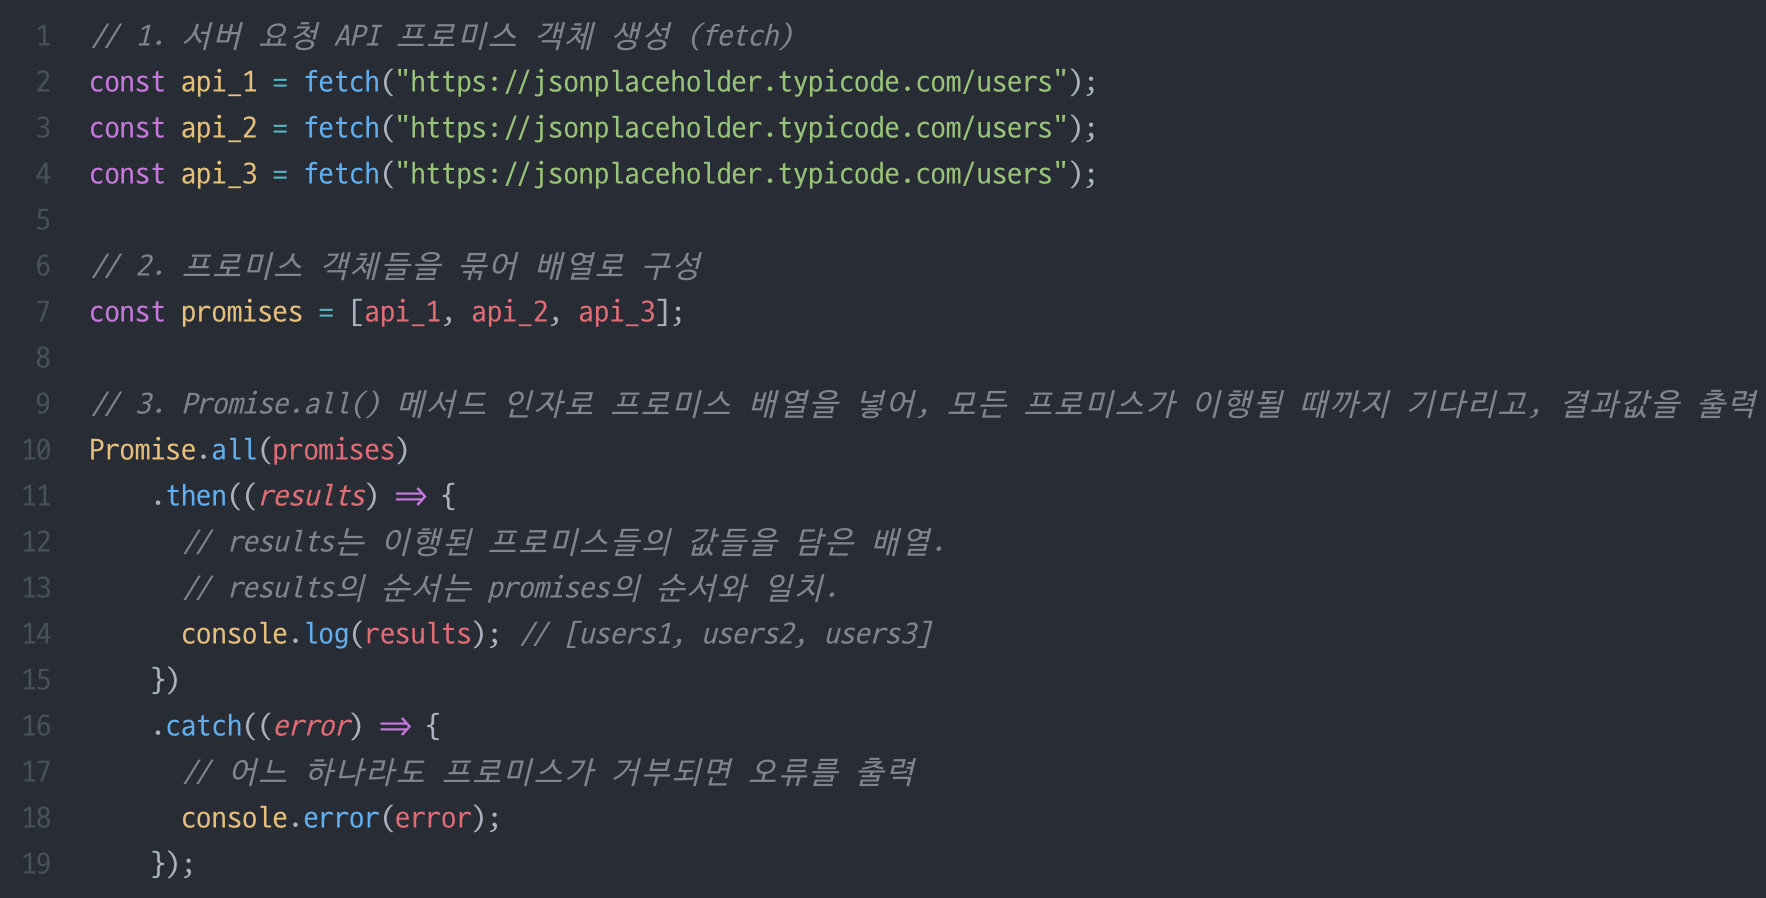 1 // 1. 서버 요청 API 프로미스 객체 생성 (fetch)
2 const api_1 = fetch("https://jsonplaceholder.typicode.com/users");
3 const api_2 = fetch("https://jsonplaceholder.typicode.com/users");
4 const api_3 = fetch("https://jsonplaceholder.typicode.com/users");
5
6 // 2. 프로미스 객체들을 묶어 배열로 구성
7 const promises = [api_1, api_2, api_3];
8
9 // 3. Promise.all() 메서드 인자로 프로미스 배열을 넣어, 모든 프로미스가 이행될 때까지 기다리고, 결과값을 출력
10 Promise.all(promises)
11     .then((results) => {
12       // results는 이행된 프로미스들의 값들을 담은 배열.
13       // results의 순서는 promises의 순서와 일치.
14       console.log(results); // [users1, users2, users3]
15     })
16     .catch((error) => {
17       // 어느 하나라도 프로미스가 거부되면 오류를 출력
18       console.error(error);
19     });